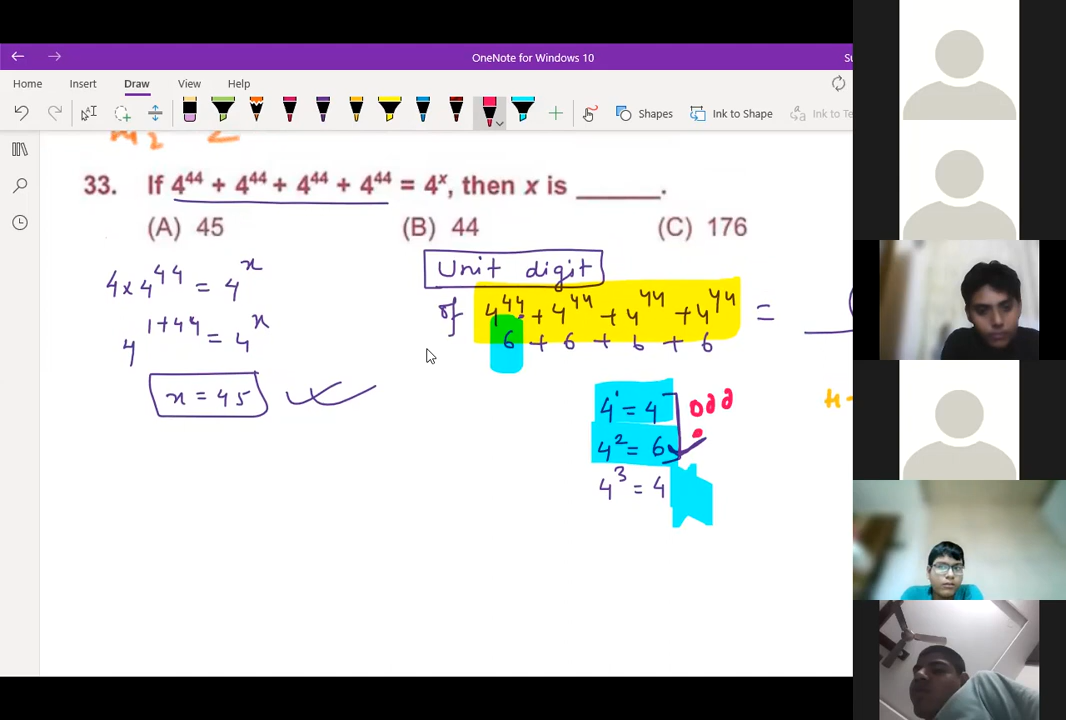 OneNote for Windows 10
Home Insert Draw View Help
Shapes Ink to Shape
33. If 4⁴⁴ + 4⁴⁴ + 4⁴⁴ + 4⁴⁴ = 4ˣ, then x is ______.
(A) 45 (B) 44 (C) 176
Unit digit
4 x 4⁴⁴ = 4ˣ
of 4⁴⁴ + 4⁴⁴ + 4⁴⁴ + 4⁴⁴ =
4¹⁺⁴⁴ = 4ˣ
6 + 6 + 6 + 6
x = 45
4¹ = 4 odd
4² = 6
4³ = 4